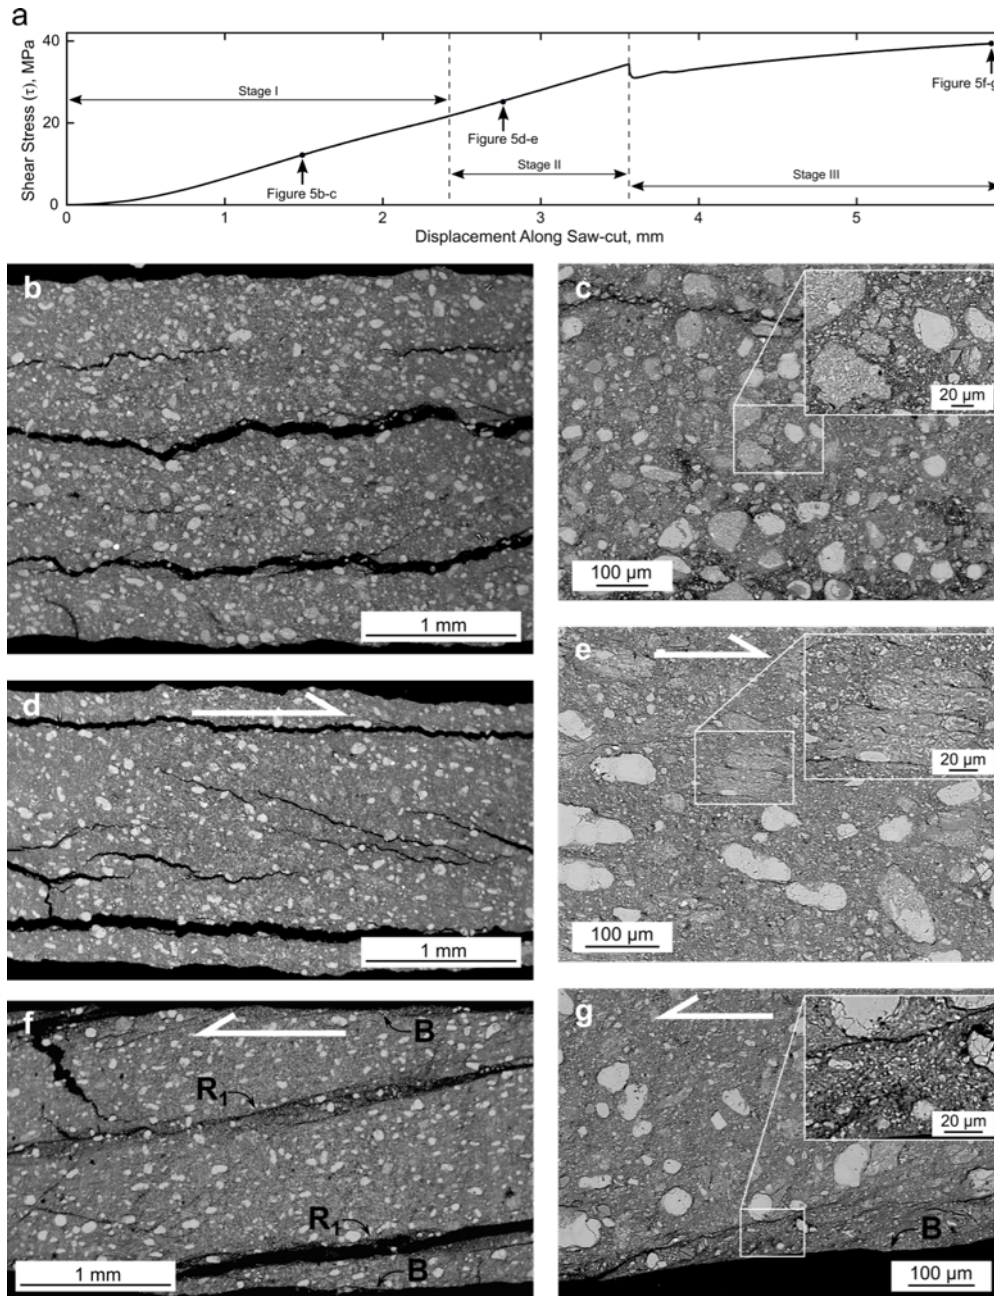 a
Shear Stress (τ), MPa
40
20
0
Stage I
Figure 5b-c
Figure 5d-e
Stage II
Stage III
Figure 5f-g
0 1 2 3 4 5
Displacement Along Saw-cut, mm
b
1 mm
c
20 µm
100 µm
d
1 mm
e
20 µm
100 µm
f
B
R1
R1
B
1 mm
g
20 µm
B
100 µm